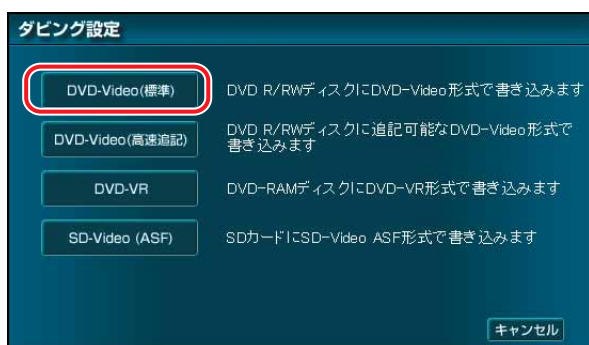 ダビング設定
DVD-Video(標準)
DVD R/RWディスクにDVD-Video形式で書き込みます
DVD-Video(高速追記)
DVD R/RWディスクに追記可能なDVD-Video形式で
書き込みます
DVD-VR
DVD-RAMディスクにDVD-VR形式で書き込みます
SD-Video (ASF)
SDカードにSD-Video ASF形式で書き込みます
キャンセル